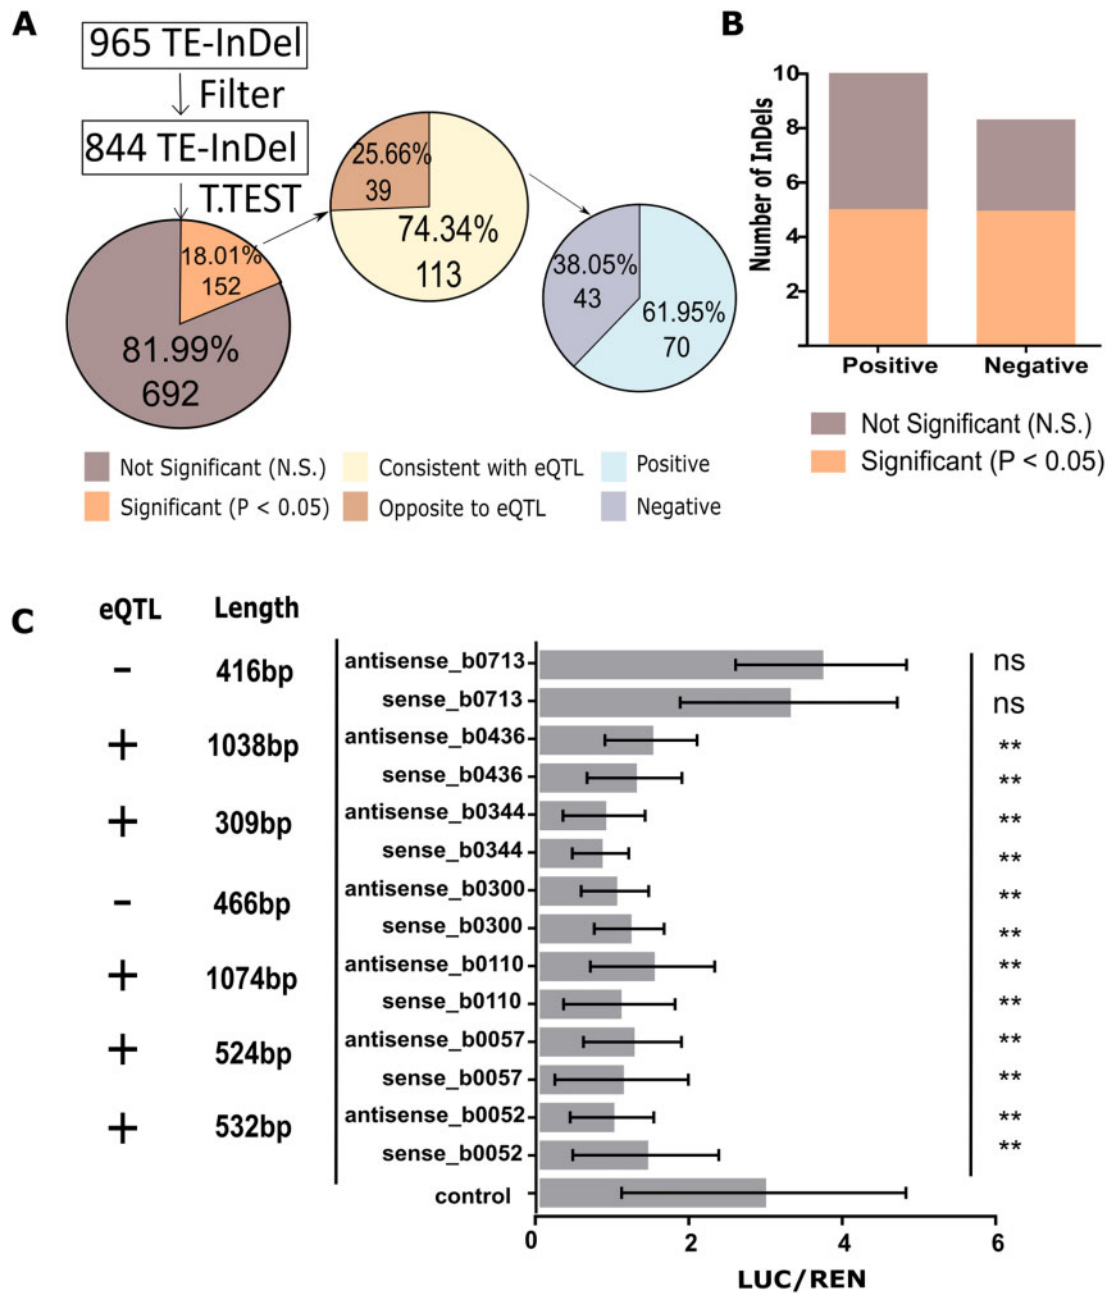 A
965 TE-InDel
Filter
844 TE-InDel
T.TEST
18.01%
152
81.99%
692
25.66%
39
74.34%
113
38.05%
43
61.95%
70
Not Significant (N.S.)
Consistent with eQTL
Positive
Significant (P < 0.05)
Opposite to eQTL
Negative
B
Number of InDels
10
8
6
4
2
Positive
Negative
Not Significant (N.S.)
Significant (P < 0.05)
C
eQTL Length
- 416bp
+ 1038bp
+ 309bp
- 466bp
+ 1074bp
+ 524bp
+ 532bp
antisense_b0713 ns
sense_b0713 ns
antisense_b0436 **
sense_b0436 **
antisense_b0344 **
sense_b0344 **
antisense_b0300 **
sense_b0300 **
antisense_b0110 **
sense_b0110 **
antisense_b0057 **
sense_b0057 **
antisense_b0052 **
sense_b0052 **
control
0 2 4 6
LUC/REN